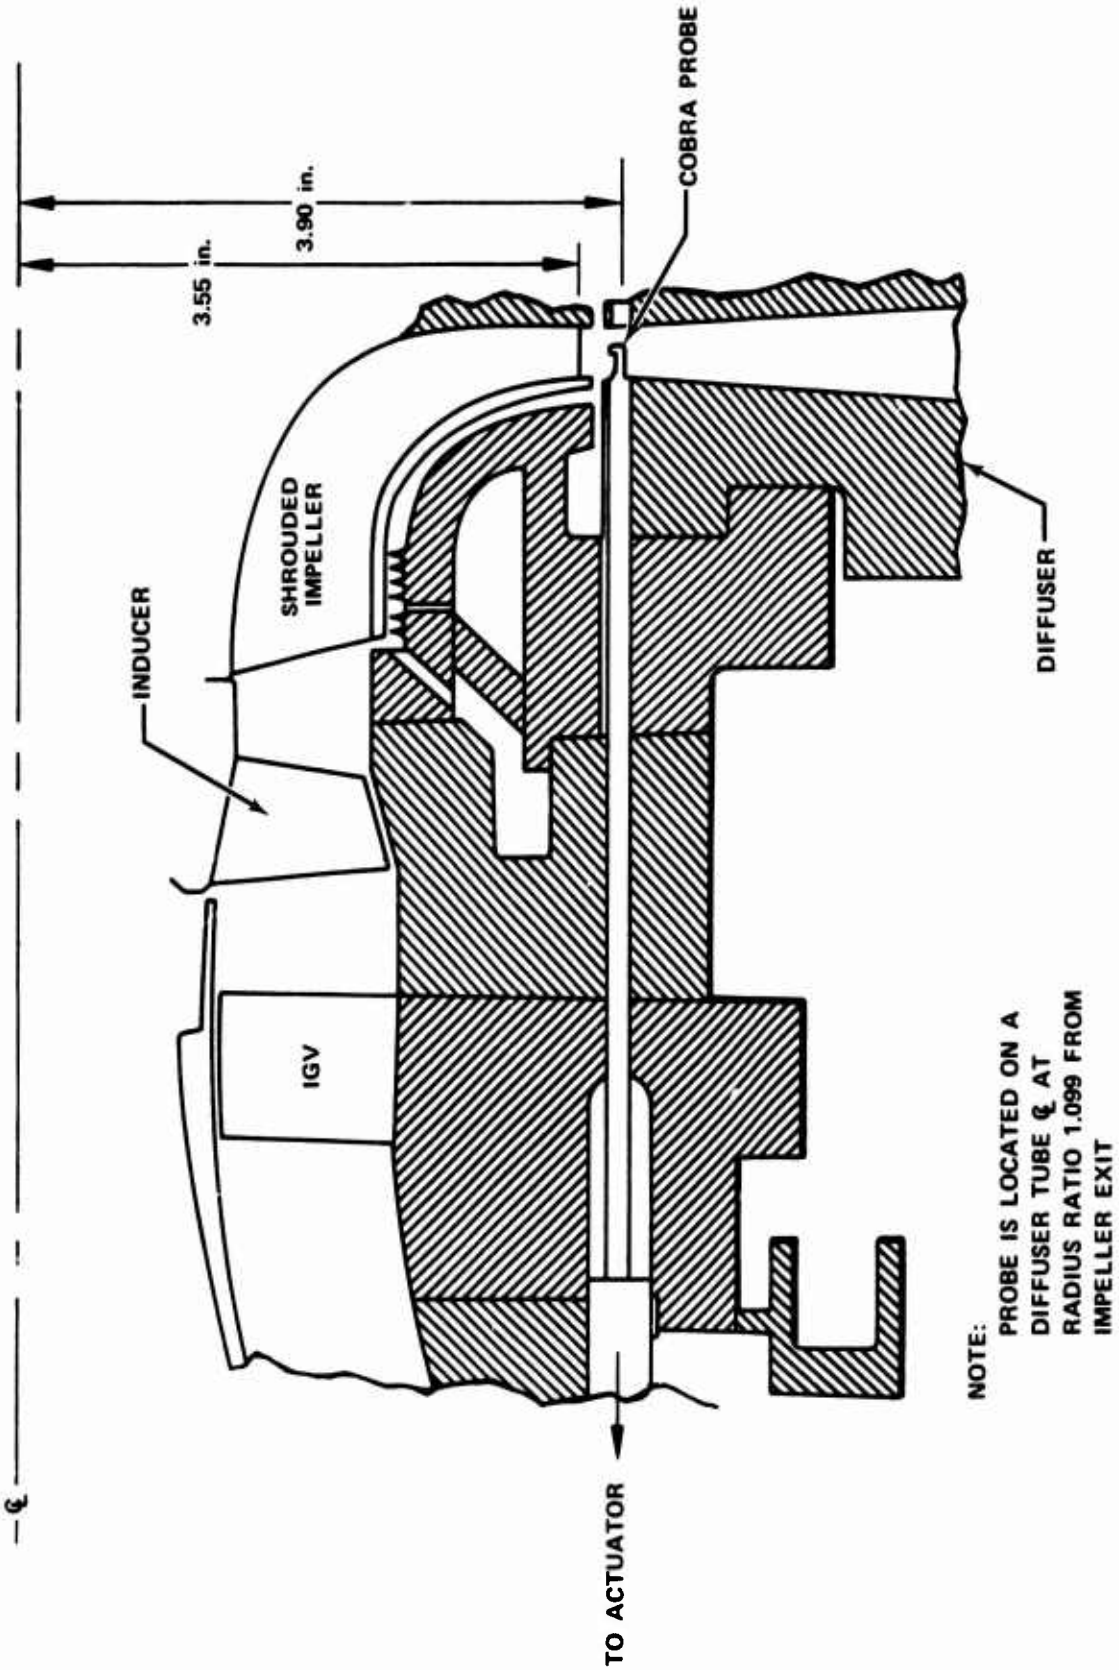 ℄
3.55 in.
3.90 in.
COBRA PROBE
INDUCER
SHROUDED
IMPELLER
IGV
DIFFUSER
TO ACTUATOR
NOTE:
PROBE IS LOCATED ON A
DIFFUSER TUBE ℄ AT
RADIUS RATIO 1.099 FROM
IMPELLER EXIT